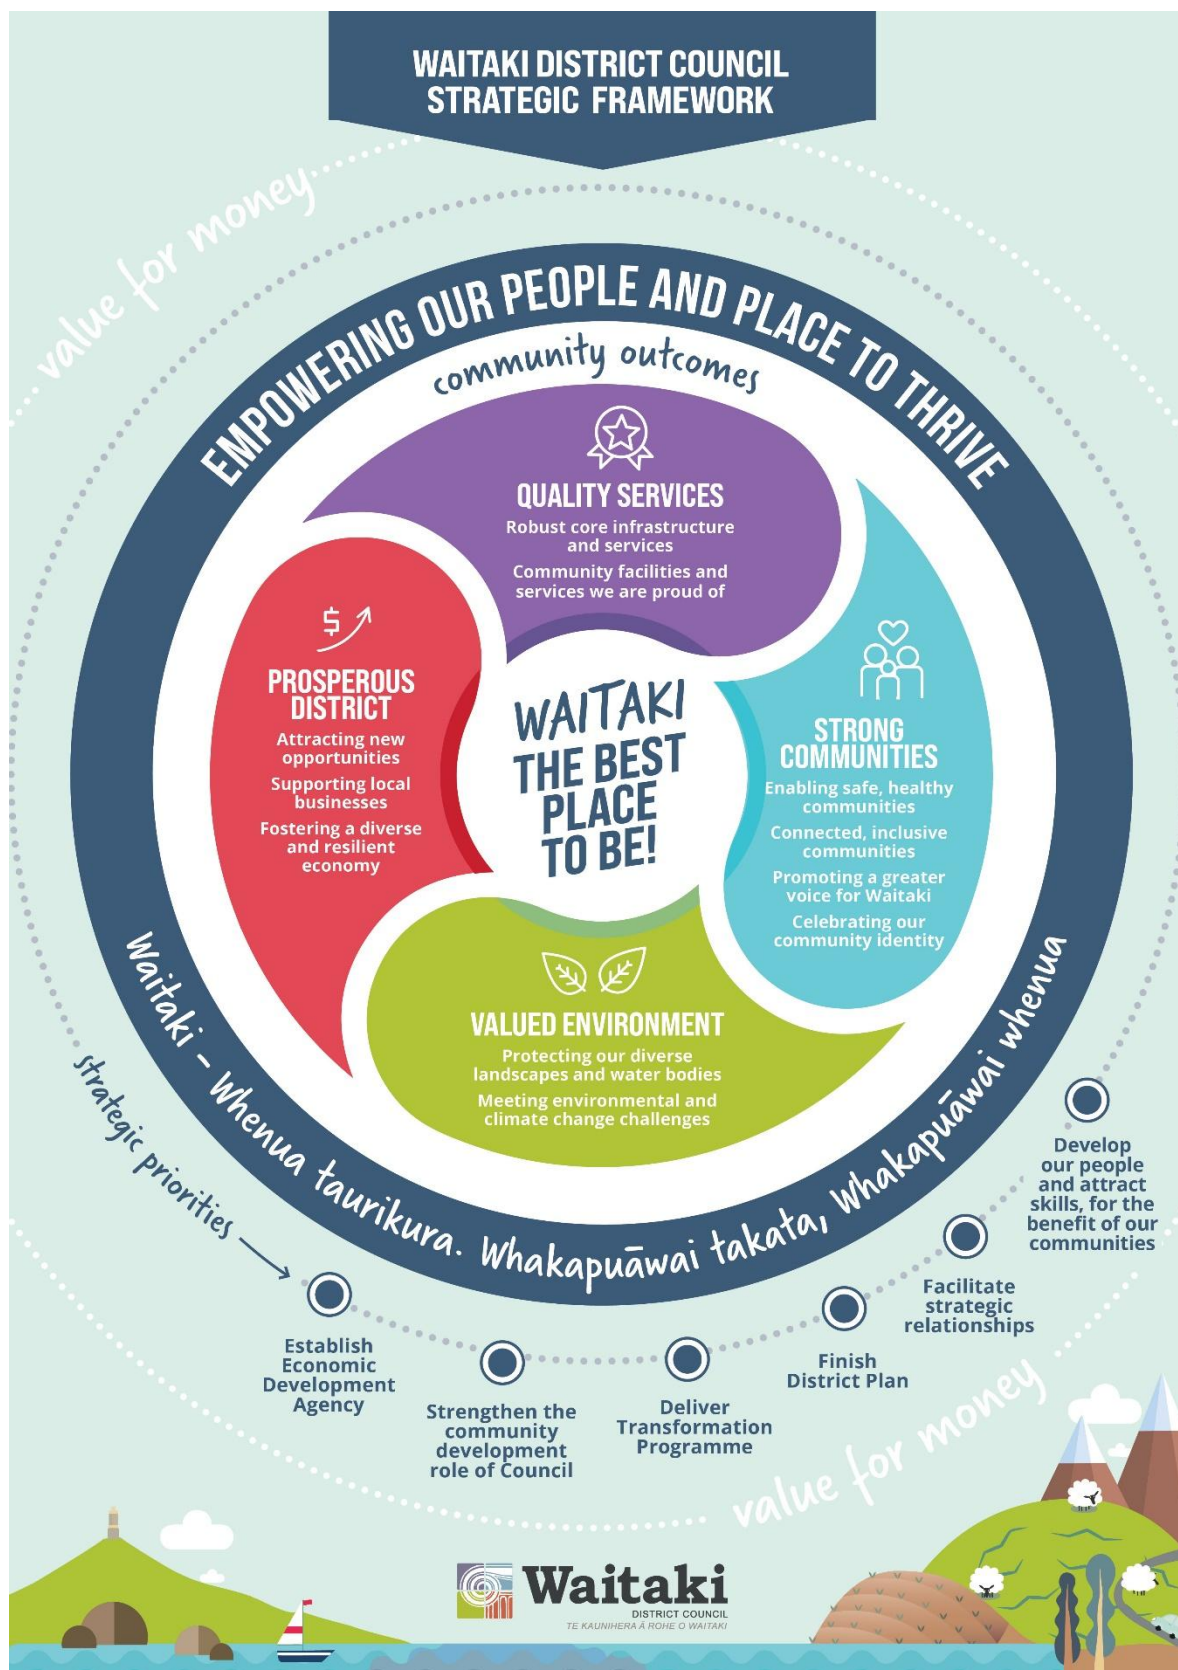 WAITAKI DISTRICT COUNCIL
STRATEGIC FRAMEWORK
value for money
EMPOWERING OUR PEOPLE AND PLACE TO THRIVE
community outcomes
QUALITY SERVICES
Robust core infrastructure
and services
Community facilities and
services we are proud of
PROSPEROUS
DISTRICT
Attracting new
opportunities
Supporting local
businesses
Fostering a diverse
and resilient
economy
WAITAKI
THE BEST
PLACE
TO BE!
STRONG
COMMUNITIES
Enabling safe, healthy
communities
Connected, inclusive
communities
Promoting a greater
voice for Waitaki
Celebrating our
community identity
VALUED ENVIRONMENT
Protecting our diverse
landscapes and water bodies
Meeting environmental and
climate change challenges
Waitaki – Whenua taurikura. Whakapuāwai takata, Whakapuāwai whenua
strategic priorities
Establish
Economic
Development
Agency
Strengthen the
community
development
role of Council
Deliver
Transformation
Programme
Finish
District Plan
Facilitate
strategic
relationships
Develop
our people
and attract
skills, for the
benefit of our
communities
value for money
Waitaki
DISTRICT COUNCIL
TE KAUNIHERA Ā ROHE O WAITAKI